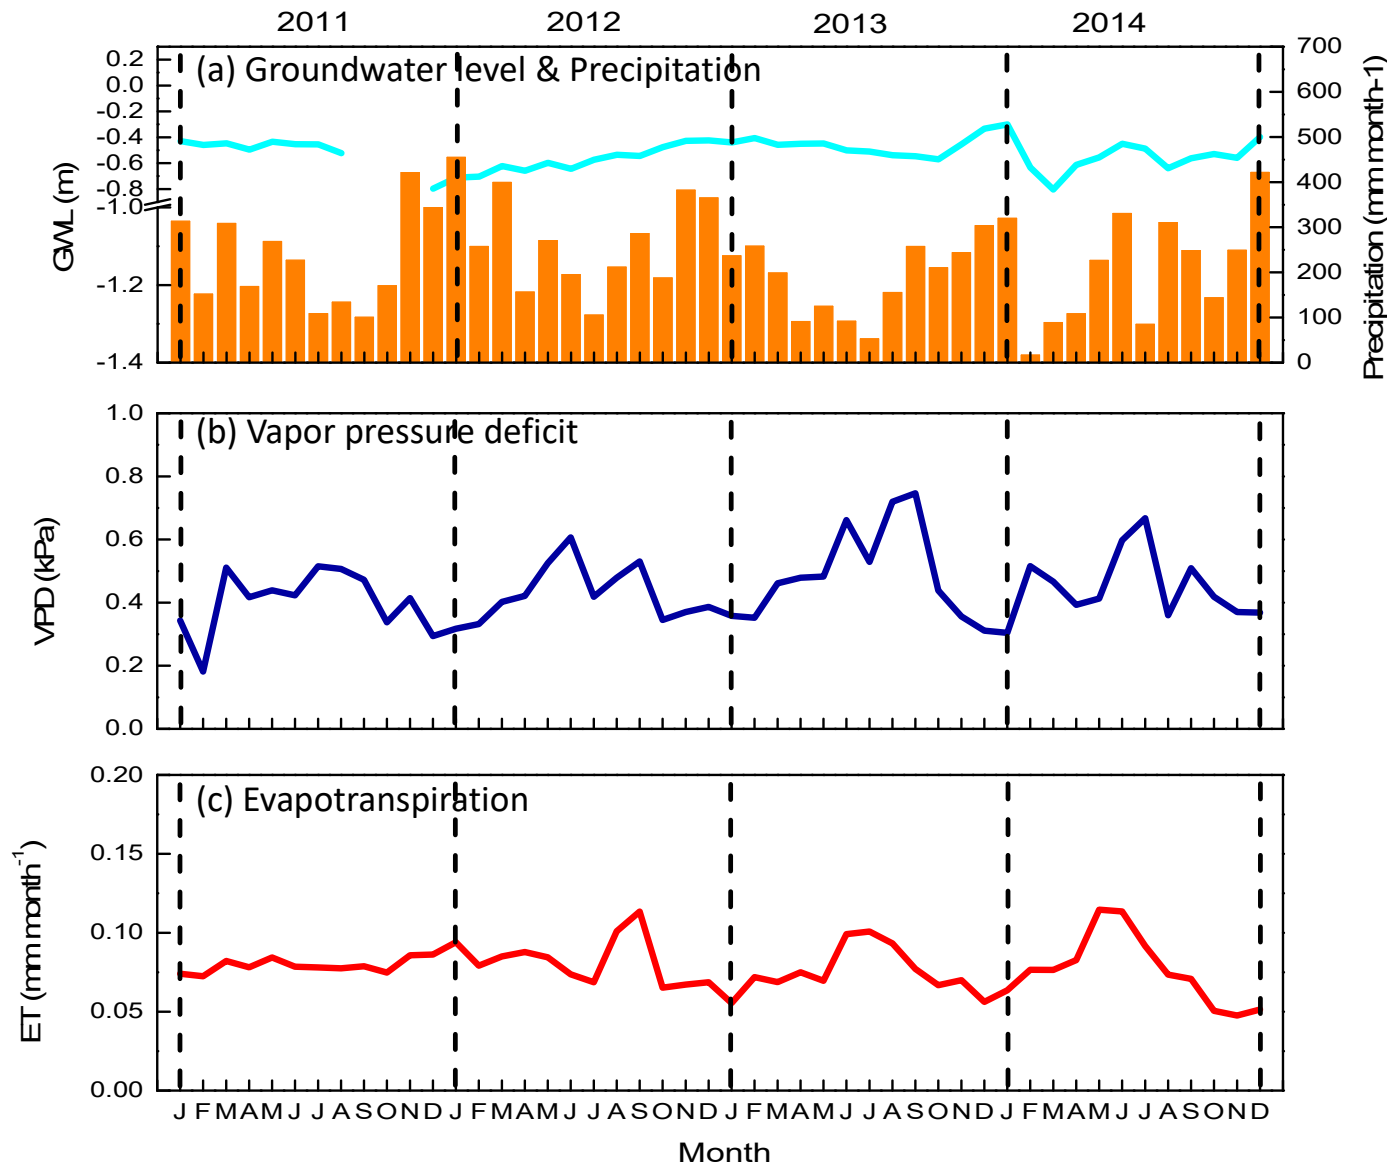 2011 2012 2013 2014
(a) Groundwater level & Precipitation
GWL (m)
0.2
0.0
-0.2
-0.4
-0.6
-0.8
-1.0
-1.2
-1.4
Precipitation (mm month-1)
700
600
500
400
300
200
100
0
(b) Vapor pressure deficit
VPD (kPa)
1.0
0.8
0.6
0.4
0.2
0.0
(c) Evapotranspiration
ET (mm month-1)
0.20
0.15
0.10
0.05
0.00
J F M A M J J A S O N D J F M A M J J A S O N D J F M A M J J A S O N D J F M A M J J A S O N D
Month